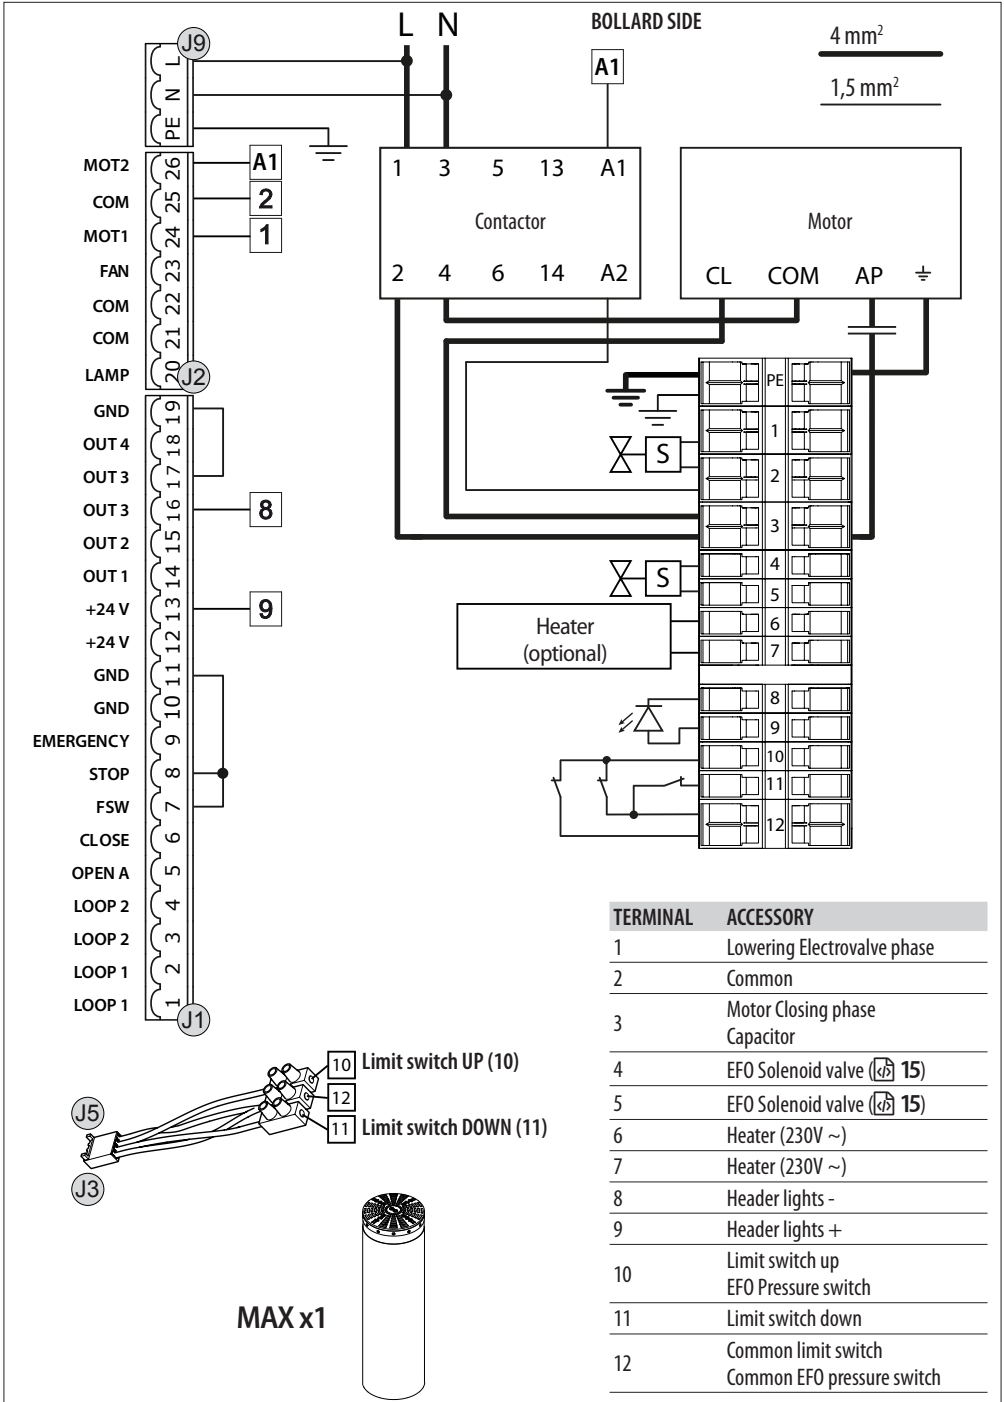 L N
BOLLARD SIDE
4 mm²
1,5 mm²
J9
L
N
PE
A1
MOT2 26 A1
COM 25 2
MOT1 24 1
FAN 23
COM 22
COM 21
LAMP 20
J2
1 3 5 13 A1
Contactor
2 4 6 14 A2
Motor
CL COM AP
GND 19
OUT 4 18
OUT 3 17
OUT 3 16 8
OUT 2 15
OUT 1 14
+24 V 13 9
+24 V 12
GND 11
GND 10
EMERGENCY 9
STOP 8
FSW 7
CLOSE 6
OPEN A 5
LOOP 2 4
LOOP 2 3
LOOP 1 2
LOOP 1 1
J1
PE
1
S
2
3
4
S
5
Heater
(optional)
6
7
8
9
10
11
12
10 Limit switch UP (10)
12
11 Limit switch DOWN (11)
J5
J3
MAX x1
TERMINAL ACCESSORY
1 Lowering Electrovalve phase
2 Common
3 Motor Closing phase
Capacitor
4 EFO Solenoid valve (</> 15)
5 EFO Solenoid valve (</> 15)
6 Heater (230V ~)
7 Heater (230V ~)
8 Header lights -
9 Header lights +
10 Limit switch up
EFO Pressure switch
11 Limit switch down
12 Common limit switch
Common EFO pressure switch